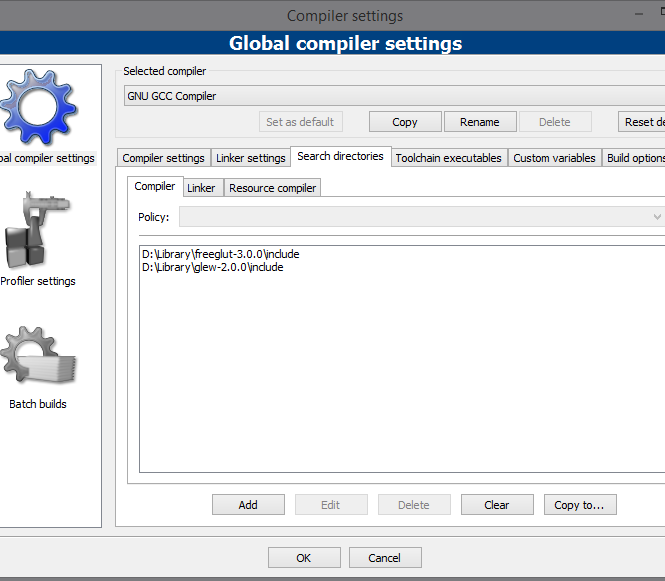 Compiler settings
Global compiler settings
Selected compiler
GNU GCC Compiler
Set as default Copy Rename Delete Reset de
bal compiler settings
Compiler settings Linker settings Search directories Toolchain executables Custom variables Build options
Compiler Linker Resource compiler
Policy:
D:\Library\freeglut-3.0.0\include
D:\Library\glew-2.0.0\include
Profiler settings
Batch builds
Add Edit Delete Clear Copy to...
OK Cancel